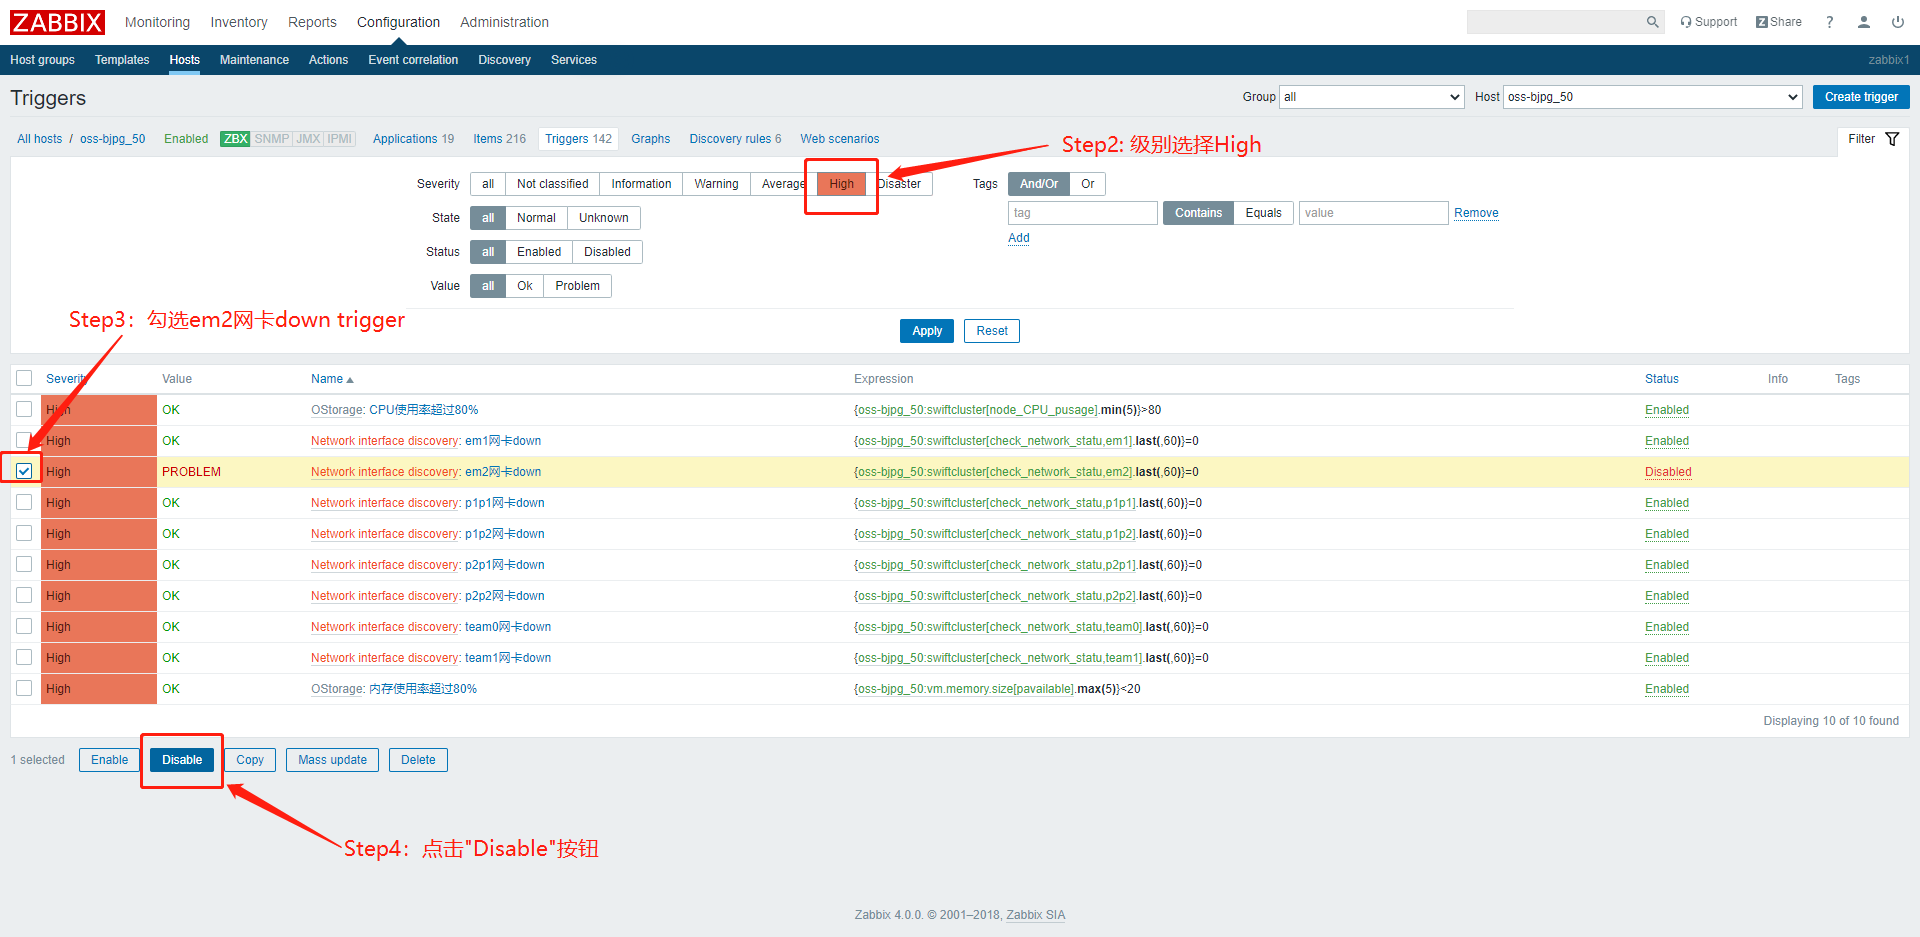 ZABBIX Monitoring Inventory Reports Configuration Administration Support Z Share ?
Host groups Templates Hosts Maintenance Actions Event correlation Discovery Services zabbix1
Triggers Group all Host oss-bjpg_50 Create trigger
All hosts / oss-bjpg_50 Enabled ZBX SNMP JMX IPMI Applications 19 Items 216 Triggers 142 Graphs Discovery rules 6 Web scenarios Filter
Step2: 级别选择High
Severity all Not classified Information Warning Average High Disaster Tags And/Or Or
State all Normal Unknown tag Contains Equals value Remove
Add
Status all Enabled Disabled
Value all Ok Problem
Step3：勾选em2网卡down trigger
Apply Reset
Severity Value Name Expression Status Info Tags
High OK OStorage: CPU使用率超过80% {oss-bjpg_50:swiftcluster[node_CPU_pusage].min(5)}>80 Enabled
High OK Network interface discovery: em1网卡down {oss-bjpg_50:swiftcluster[check_network_statu,em1].last(,60)}=0 Enabled
High PROBLEM Network interface discovery: em2网卡down {oss-bjpg_50:swiftcluster[check_network_statu,em2].last(,60)}=0 Disabled
High OK Network interface discovery: p1p1网卡down {oss-bjpg_50:swiftcluster[check_network_statu,p1p1].last(,60)}=0 Enabled
High OK Network interface discovery: p1p2网卡down {oss-bjpg_50:swiftcluster[check_network_statu,p1p2].last(,60)}=0 Enabled
High OK Network interface discovery: p2p1网卡down {oss-bjpg_50:swiftcluster[check_network_statu,p2p1].last(,60)}=0 Enabled
High OK Network interface discovery: p2p2网卡down {oss-bjpg_50:swiftcluster[check_network_statu,p2p2].last(,60)}=0 Enabled
High OK Network interface discovery: team0网卡down {oss-bjpg_50:swiftcluster[check_network_statu,team0].last(,60)}=0 Enabled
High OK Network interface discovery: team1网卡down {oss-bjpg_50:swiftcluster[check_network_statu,team1].last(,60)}=0 Enabled
High OK OStorage: 内存使用率超过80% {oss-bjpg_50:vm.memory.size[pavailable].max(5)}<20 Enabled
Displaying 10 of 10 found
1 selected Enable Disable Copy Mass update Delete
Step4：点击"Disable"按钮
Zabbix 4.0.0. © 2001–2018, Zabbix SIA